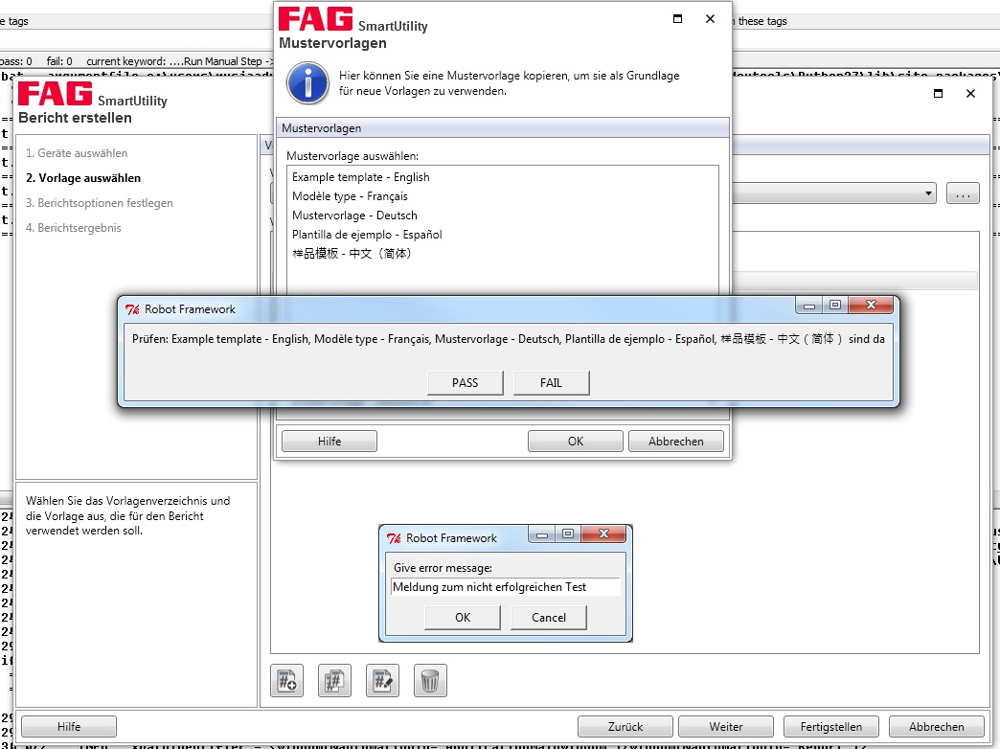 e tags
n these tags
pass: 0 fail: 0 current keyword: ....Run Manual Step ->
FAG SmartUtility
Mustervorlagen
Hier können Sie eine Mustervorlage kopieren, um sie als Grundlage
für neue Vorlagen zu verwenden.
Mustervorlagen
Mustervorlage auswählen:
Example template - English
Modèle type - Français
Mustervorlage - Deutsch
Plantilla de ejemplo - Español
样品模板 - 中文（简体）
Hilfe
OK
Abbrechen
FAG SmartUtility
Bericht erstellen
1. Geräte auswählen
2. Vorlage auswählen
3. Berichtsoptionen festlegen
4. Berichtsergebnis
...
Robot Framework
Prüfen: Example template - English, Modèle type - Français, Mustervorlage - Deutsch, Plantilla de ejemplo - Español, 样品模板 - 中文（简体） sind da
PASS
FAIL
Wählen Sie das Vorlagenverzeichnis und
die Vorlage aus, die für den Bericht
verwendet werden soll.
Robot Framework
Give error message:
Meldung zum nicht erfolgreichen Test
OK
Cancel
Hilfe
Zurück
Weiter
Fertigstellen
Abbrechen